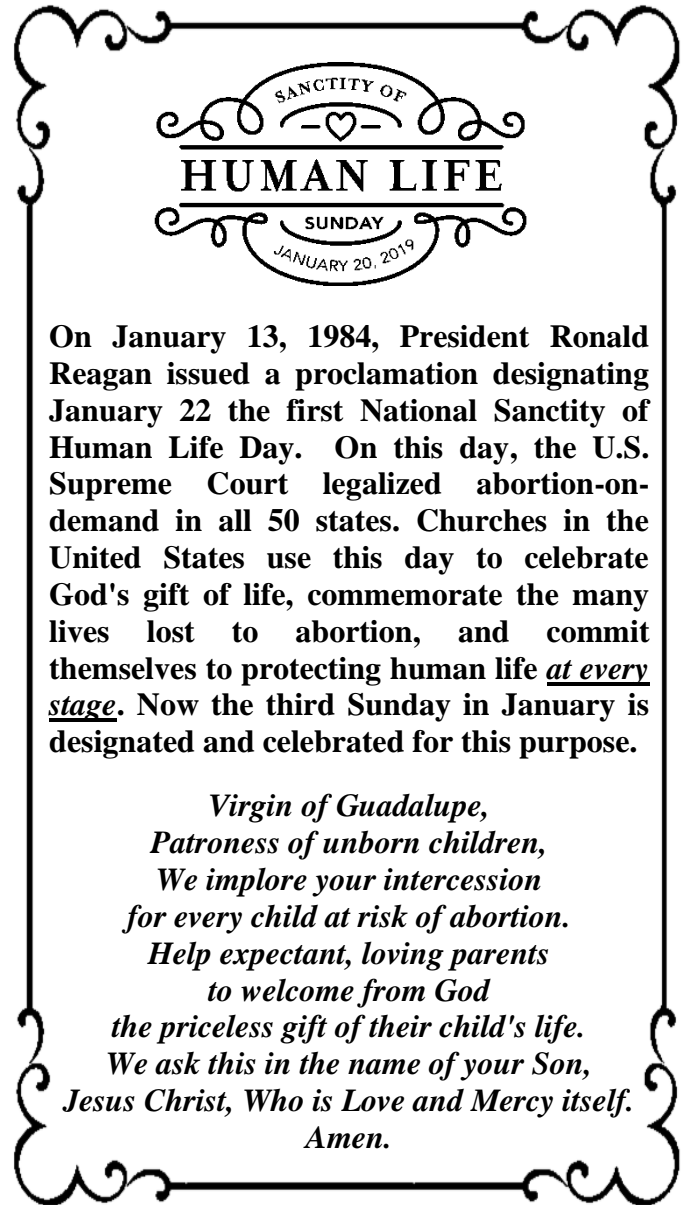 SANCTITY OF
HUMAN LIFE
SUNDAY
JANUARY 20, 2019
On January 13, 1984, President Ronald
Reagan issued a proclamation designating
January 22 the first National Sanctity of
Human Life Day.  On this day, the U.S.
Supreme Court legalized abortion-on-
demand in all 50 states. Churches in the
United States use this day to celebrate
God's gift of life, commemorate the many
lives lost to abortion, and commit
themselves to protecting human life at every
stage. Now the third Sunday in January is
designated and celebrated for this purpose.
Virgin of Guadalupe,
Patroness of unborn children,
We implore your intercession
for every child at risk of abortion.
Help expectant, loving parents
to welcome from God
the priceless gift of their child's life.
We ask this in the name of your Son,
Jesus Christ, Who is Love and Mercy itself.
Amen.